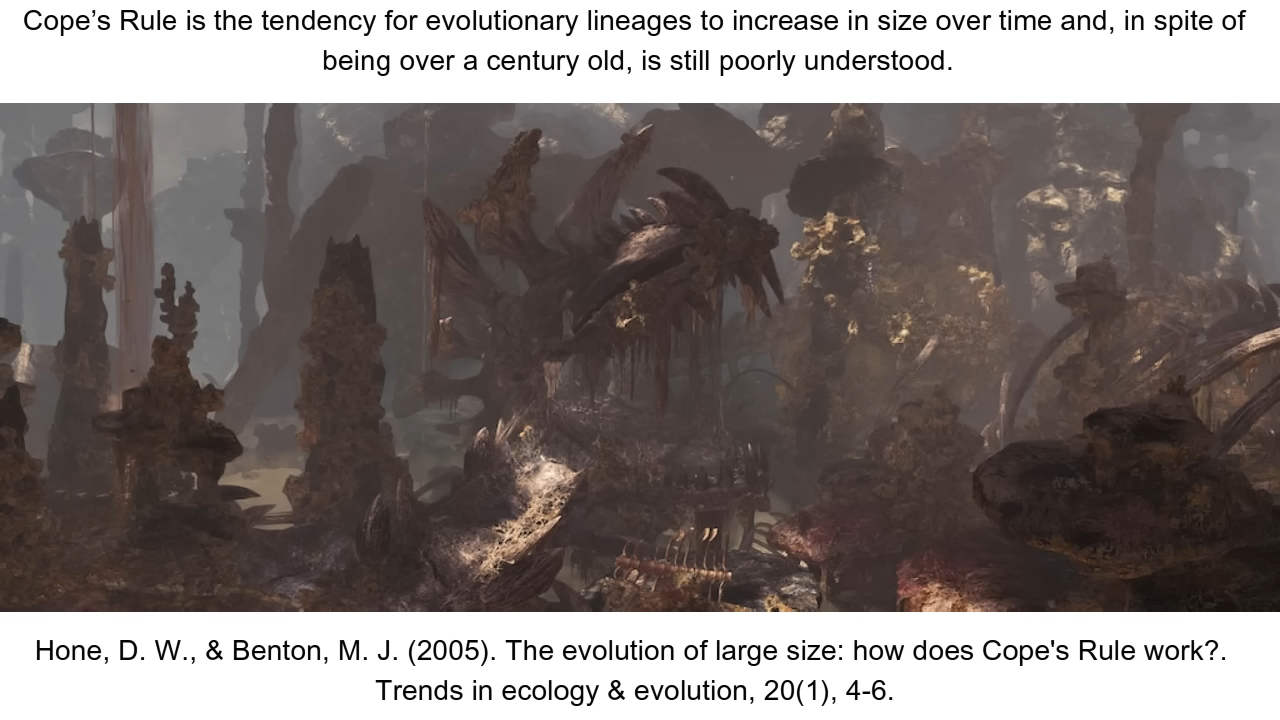 Cope’s Rule is the tendency for evolutionary lineages to increase in size over time and, in spite of
being over a century old, is still poorly understood.
Hone, D. W., & Benton, M. J. (2005). The evolution of large size: how does Cope's Rule work?.
Trends in ecology & evolution, 20(1), 4-6.